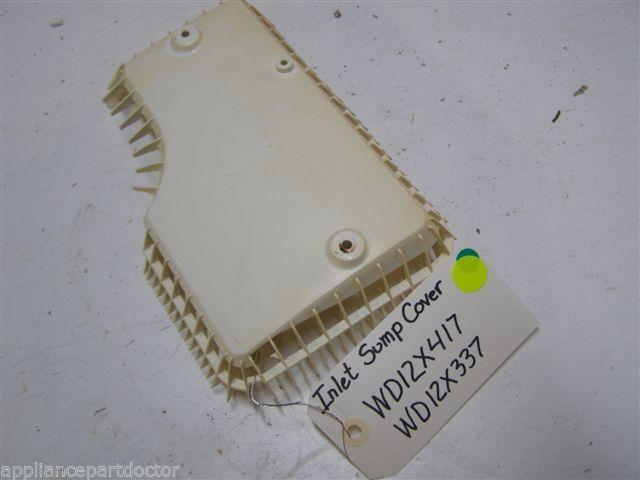 Inlet Sump Cover
WD12X417
WD12X337
appliancepartdoctor